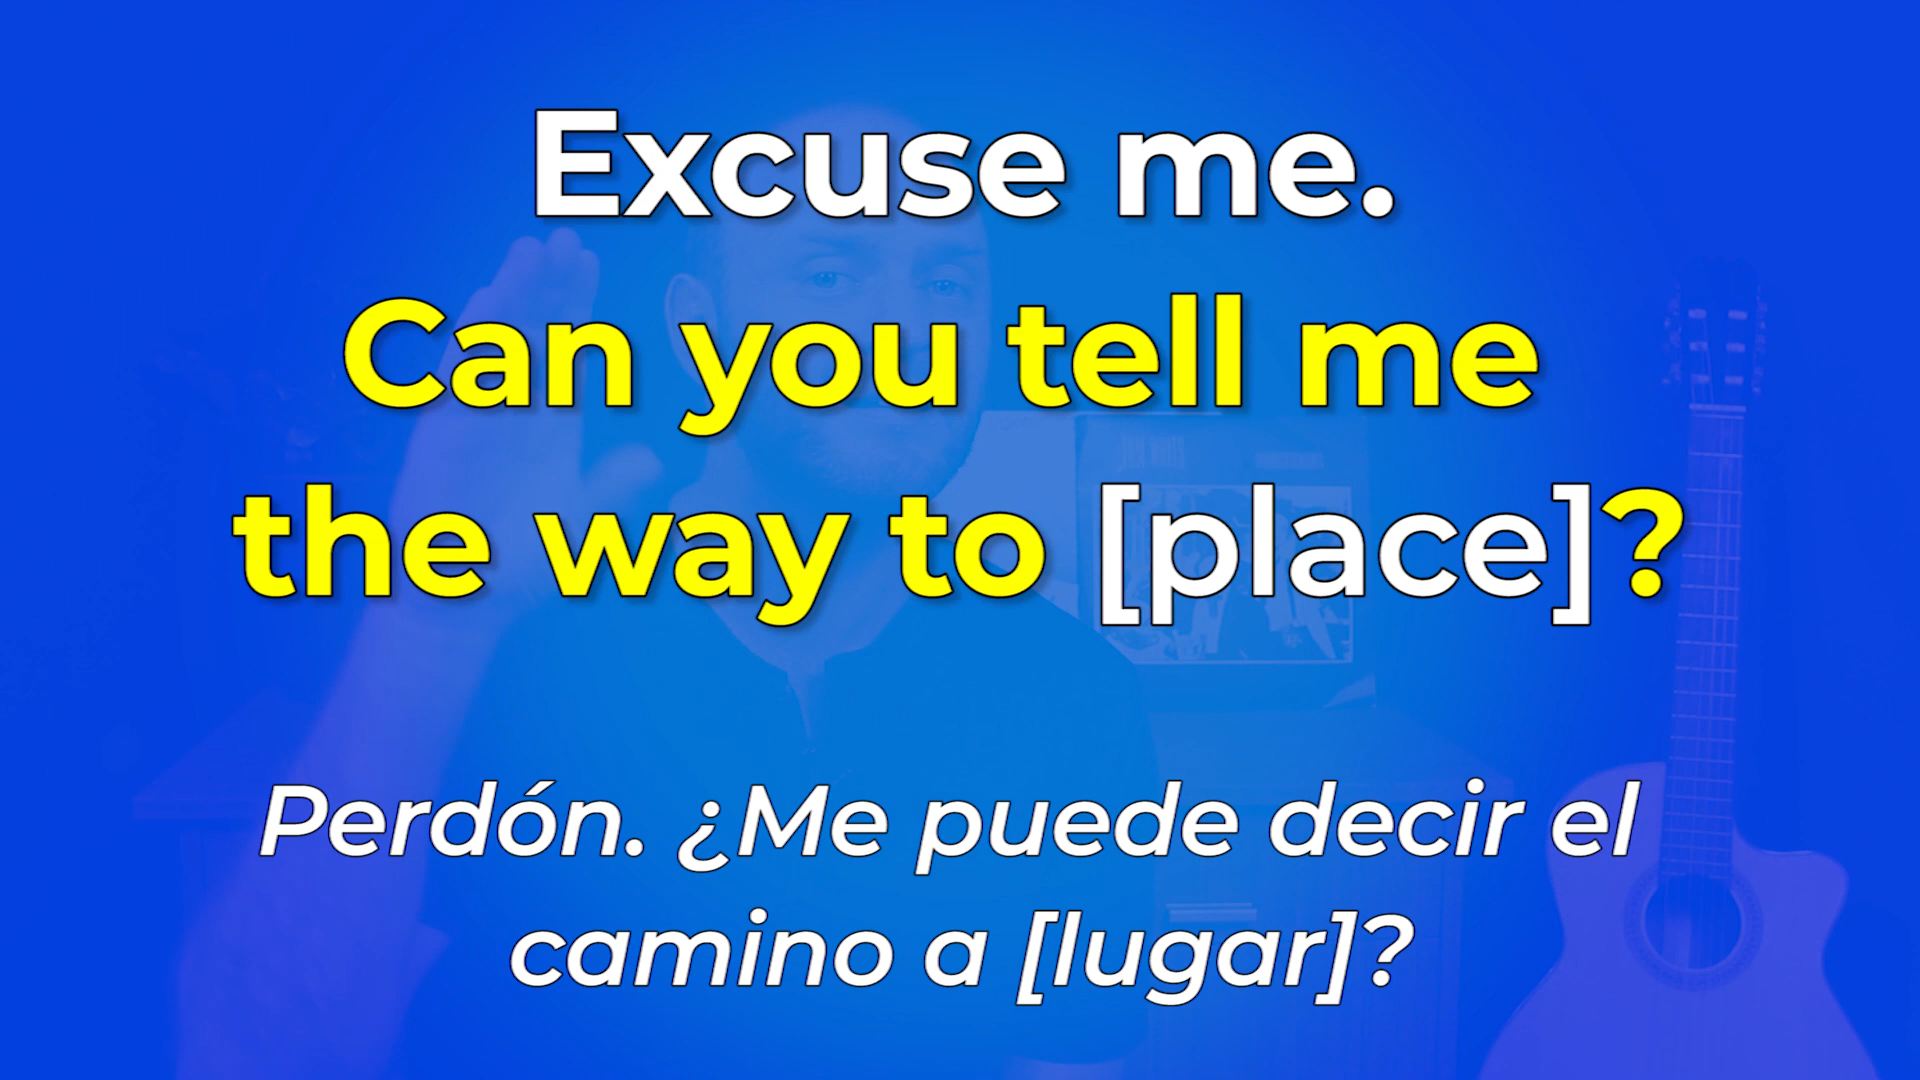 Excuse me.
Can you tell me
the way to [place]?
Perdón. ¿Me puede decir el
camino a [lugar]?